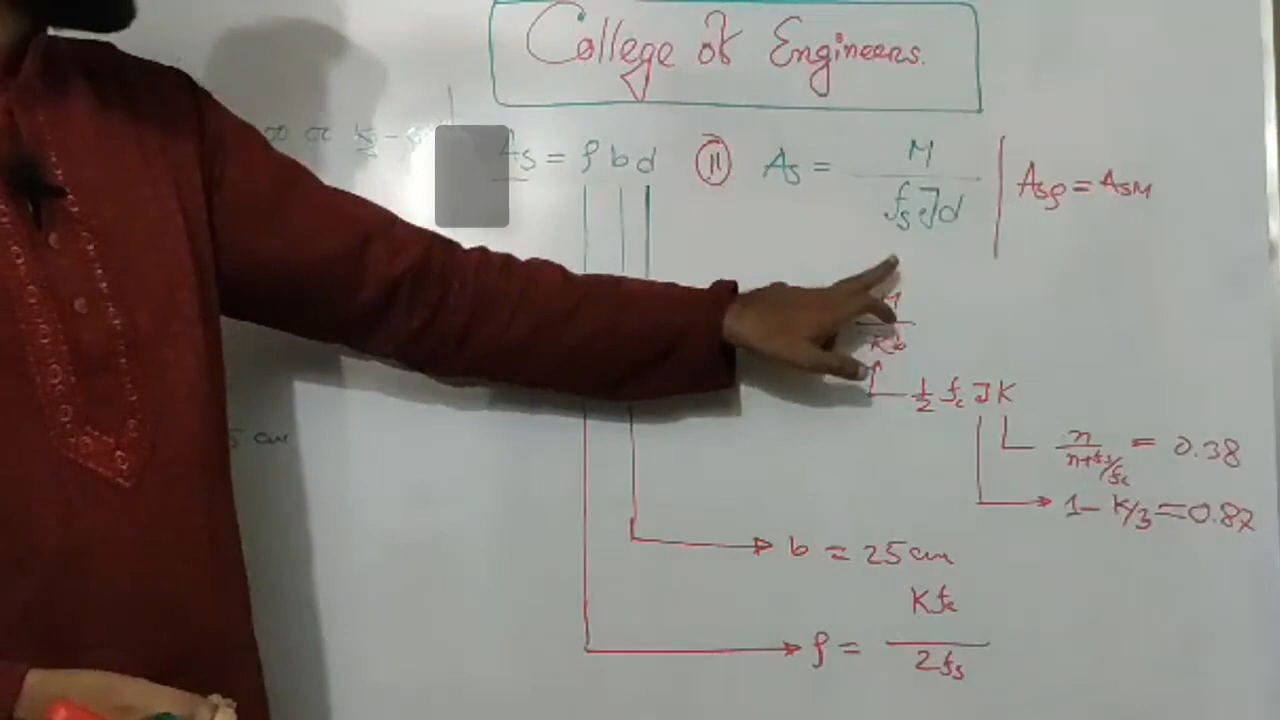 College of Engineers.
As = ρ b d (II) As = M / fs J d | Asρ = AsM
M / R b
1/2 fc J K
n / n + fs/fc = 0.38
1 - K/3 = 0.87
b = 25 cm
ρ = K fc / 2 fs
cm